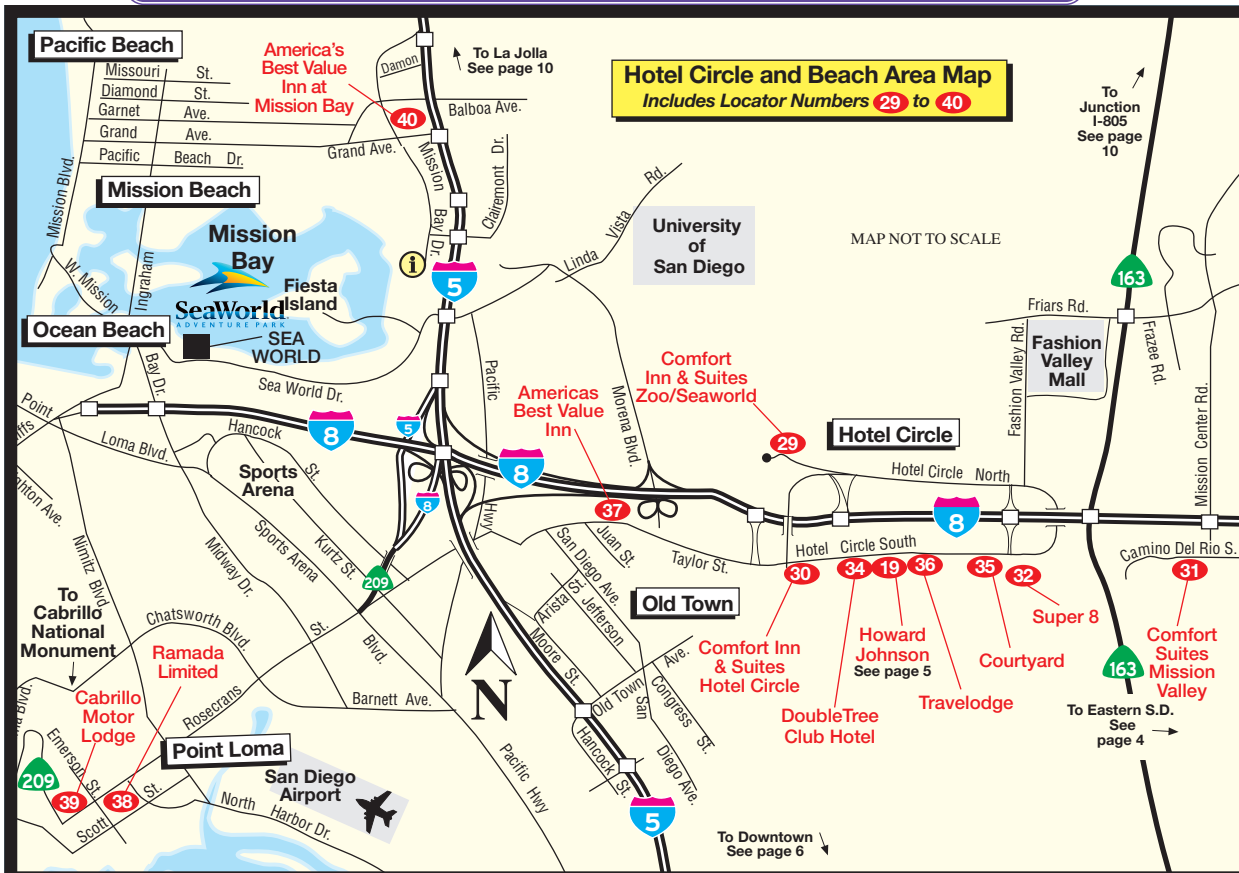 Pacific Beach
Missouri St.
Diamond St.
Garnet Ave.
Grand Ave.
Pacific Beach Dr.
Mission Blvd.
Mission Beach
America's
Best Value
Inn at
Mission Bay
40
Damon
To La Jolla
See page 10
Balboa Ave.
Grand Ave.
Mission Bay Dr.
Clairemont Dr.
Hotel Circle and Beach Area Map
Includes Locator Numbers 29 to 40
To
Junction
I-805
See page
10
Mission
Bay
SeaWorld
ADVENTURE PARK
Fiesta
Island
SEA
WORLD
W. Mission
Bay Dr.
Ingraham
Ocean Beach
Sea World Dr.
i
5
Linda Vista Rd.
University
of
San Diego
MAP NOT TO SCALE
163
Friars Rd.
Fashion
Valley
Mall
Fashion Valley Rd.
Frazee Rd.
Mission Center Rd.
Point
Loma Blvd.
Hancock St.
8
5
8
8
Pacific
Hwy
Morena Blvd.
Americas
Best Value
Inn
37
Comfort
Inn & Suites
Zoo/Seaworld
29
Hotel Circle
Hotel Circle North
8
Hotel Circle South
Camino Del Rio S.
Sports
Arena
Kurtz St.
Sports Arena
Blvd.
Midway Dr.
Nimitz Blvd
209
Juan St.
Taylor St.
San Diego Ave.
Arista St.
Jefferson
Moore St.
Old Town
Old Town Ave.
Congress St.
San Diego Ave.
Hancock St.
30
34
19
36
35
32
31
Comfort Inn
& Suites
Hotel Circle
DoubleTree
Club Hotel
Howard
Johnson
See page 5
Travelodge
Courtyard
Super 8
Comfort
Suites
Mission
Valley
163
To Eastern S.D.
See
page 4
To
Cabrillo
National
Monument
Chatsworth Blvd.
Ramada
Limited
Cabrillo
Motor
Lodge
Rosecrans St.
Barnett Ave.
N
Point Loma
209
Emerson St.
39
38
Scott St.
San Diego
Airport
North Harbor Dr.
Pacific Hwy
5
To Downtown
See page 6